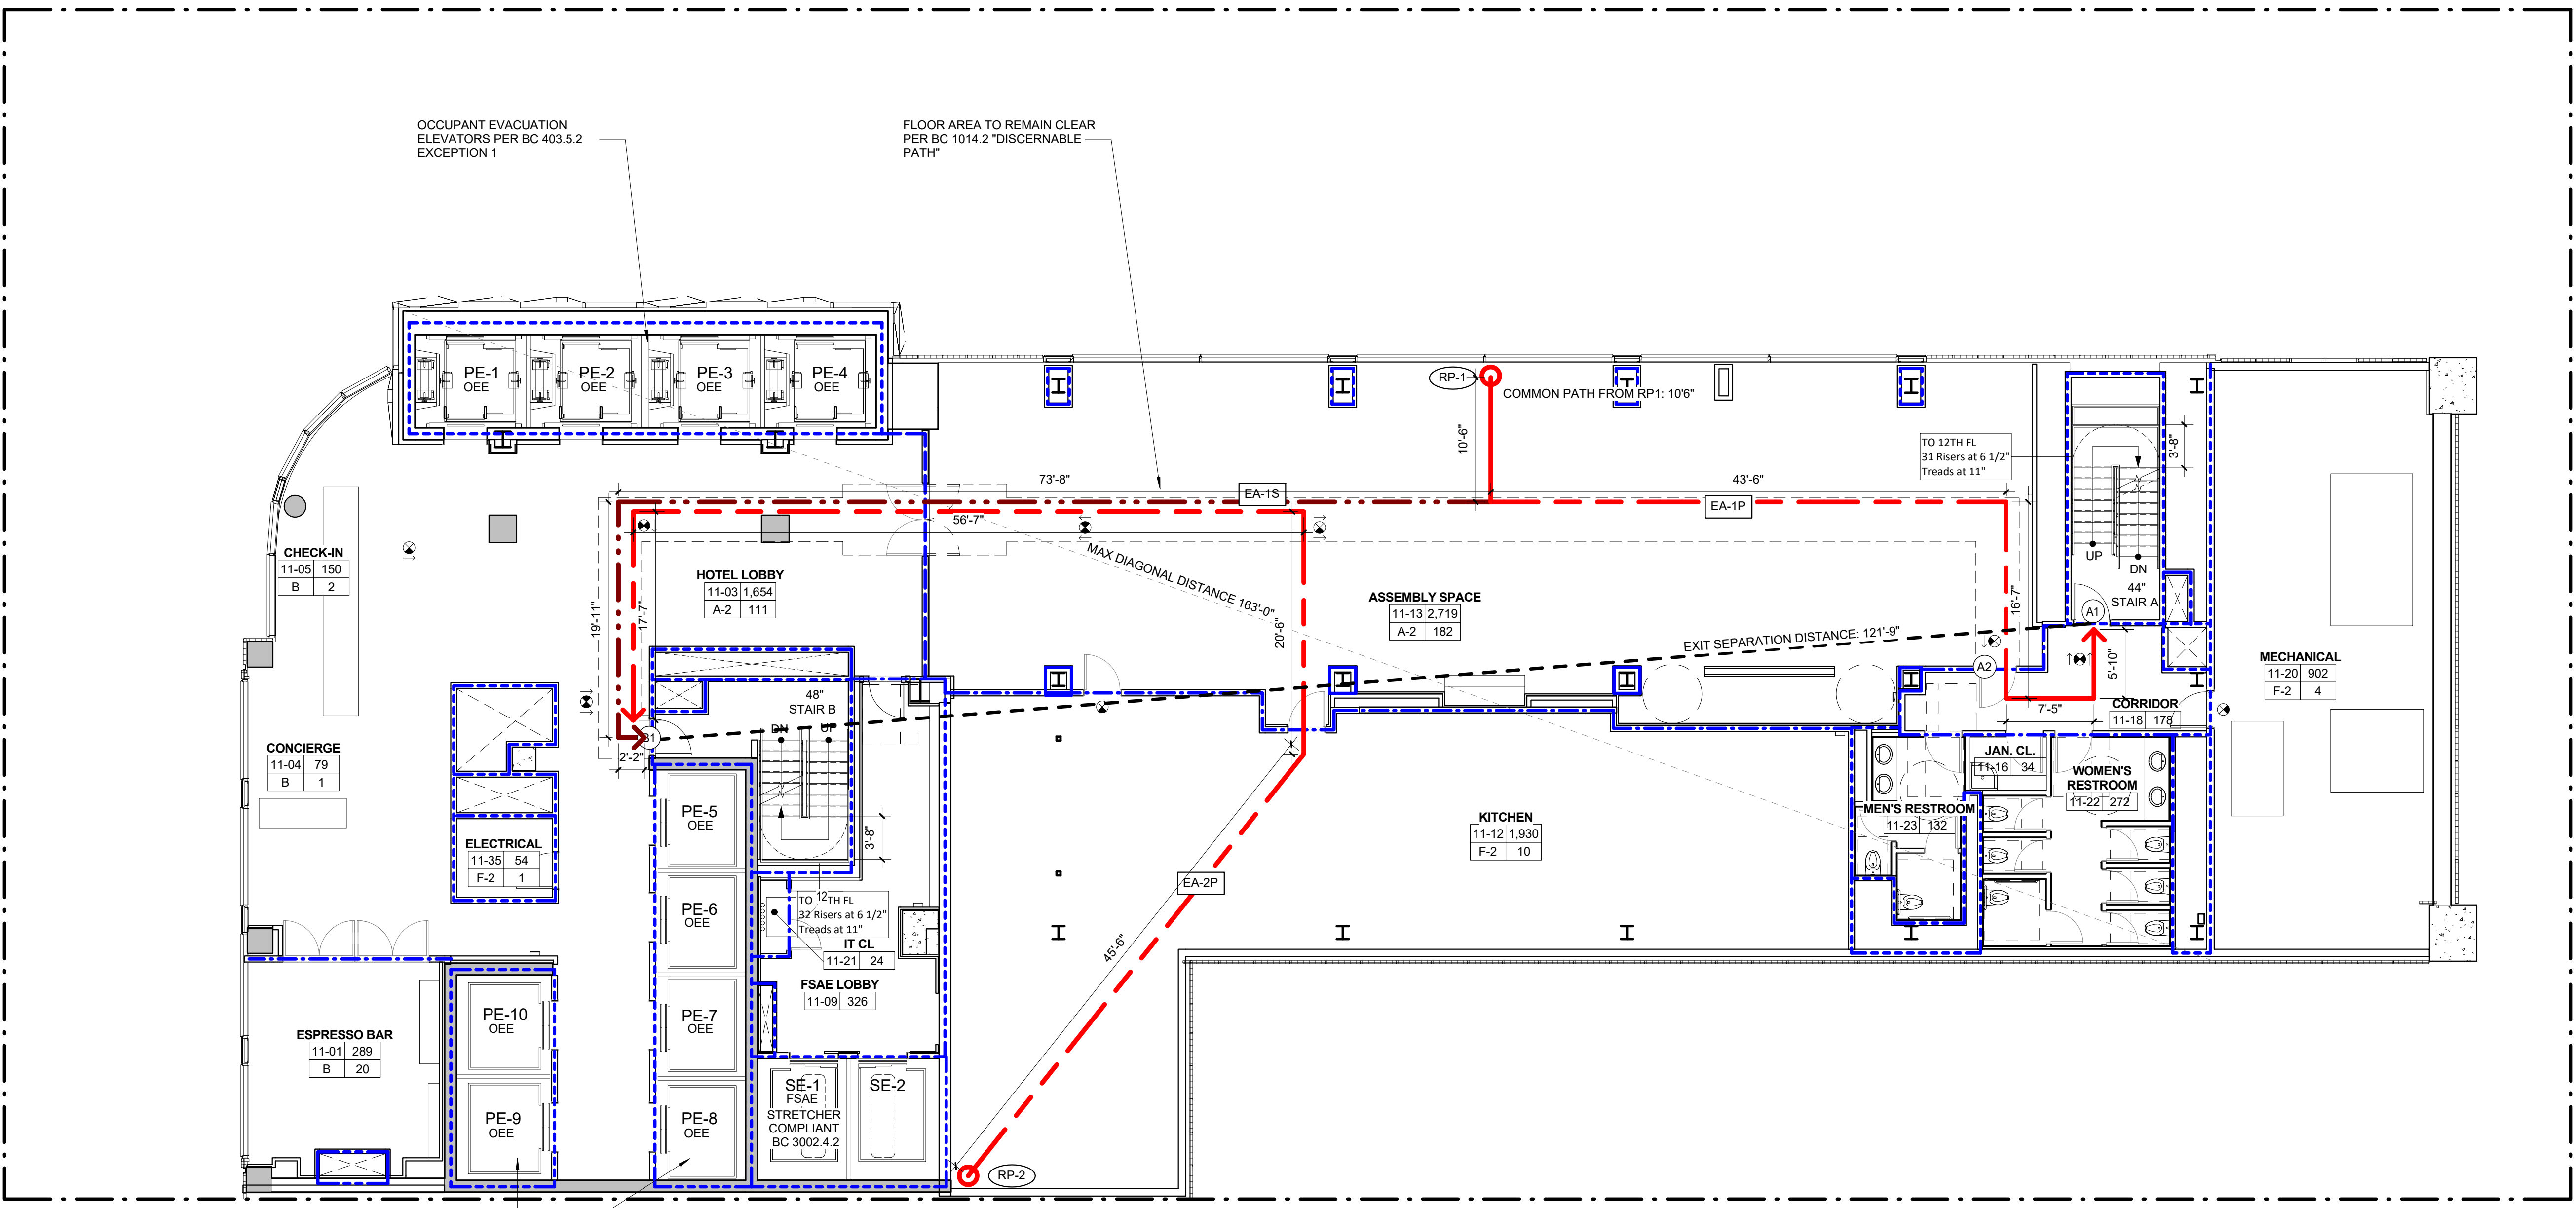 OCCUPANT EVACUATION
ELEVATORS PER BC 403.5.2
EXCEPTION 1
FLOOR AREA TO REMAIN CLEAR
PER BC 1014.2 "DISCERNABLE
PATH"
PE-1
OEE
PE-2
OEE
PE-3
OEE
PE-4
OEE
RP-1
COMMON PATH FROM RP1: 10'6"
10'-6"
TO 12TH FL
31 Risers at 6 1/2"
Treads at 11"
3'-8"
73'-8"
EA-1S
43'-6"
EA-1P
56'-7"
CHECK-IN
11-05 150
B 2
HOTEL LOBBY
11-03 1,654
A-2 111
MAX DIAGONAL DISTANCE 163'-0"
ASSEMBLY SPACE
11-13 2,719
A-2 182
19'-11"
17'-7"
20'-6"
16'-7"
UP
DN
44"
STAIR A
A1
EXIT SEPARATION DISTANCE: 121'-9"
A2
5'-10"
7'-5"
CORRIDOR
11-18 178
MECHANICAL
11-20 902
F-2 4
48"
STAIR B
DN
UP
B1
2'-2"
CONCIERGE
11-04 79
B 1
ELECTRICAL
11-35 54
F-2 1
PE-5
OEE
3'-8"
KITCHEN
11-12 1,930
F-2 10
JAN. CL.
11-16 34
WOMEN'S
RESTROOM
11-22 272
MEN'S RESTROOM
11-23 132
EA-2P
45'-6"
PE-6
OEE
TO 12TH FL
32 Risers at 6 1/2"
Treads at 11"
IT CL
11-21 24
FSAE LOBBY
11-09 326
PE-7
OEE
PE-10
OEE
ESPRESSO BAR
11-01 289
B 20
PE-9
OEE
PE-8
OEE
SE-1
FSAE
STRETCHER
COMPLIANT
BC 3002.4.2
SE-2
RP-2